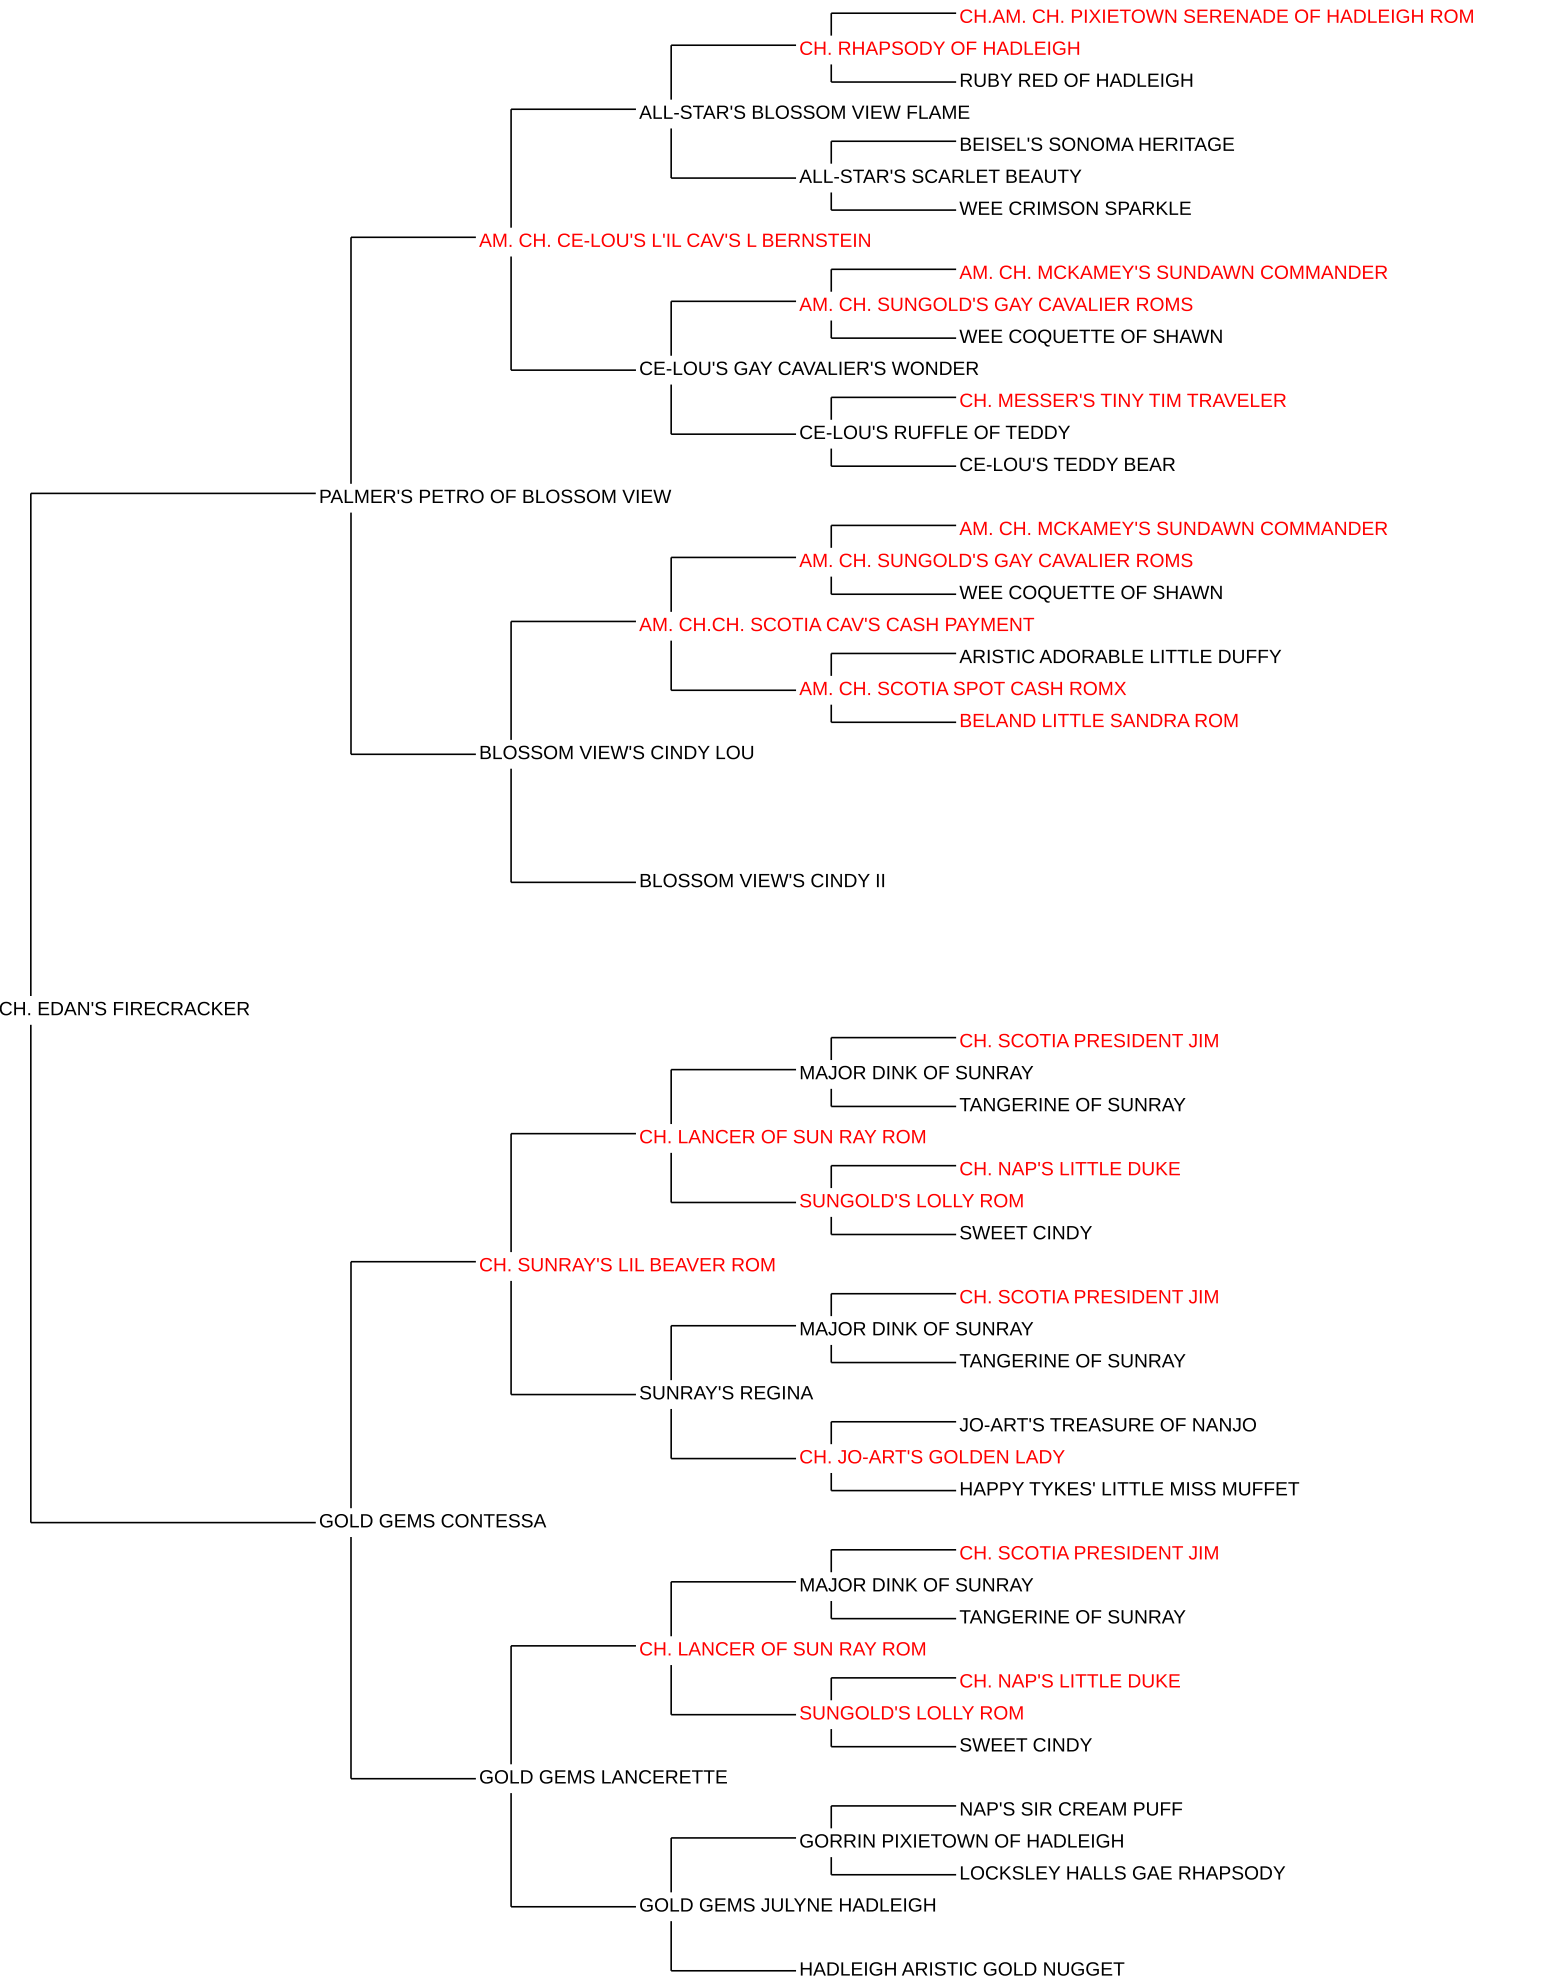 CH.AM. CH. PIXIETOWN SERENADE OF HADLEIGH ROM
CH. RHAPSODY OF HADLEIGH
RUBY RED OF HADLEIGH
ALL-STAR'S BLOSSOM VIEW FLAME
BEISEL'S SONOMA HERITAGE
ALL-STAR'S SCARLET BEAUTY
WEE CRIMSON SPARKLE
AM. CH. CE-LOU'S L'IL CAV'S L BERNSTEIN
AM. CH. MCKAMEY'S SUNDAWN COMMANDER
AM. CH. SUNGOLD'S GAY CAVALIER ROMS
WEE COQUETTE OF SHAWN
CE-LOU'S GAY CAVALIER'S WONDER
CH. MESSER'S TINY TIM TRAVELER
CE-LOU'S RUFFLE OF TEDDY
CE-LOU'S TEDDY BEAR
PALMER'S PETRO OF BLOSSOM VIEW
AM. CH. MCKAMEY'S SUNDAWN COMMANDER
AM. CH. SUNGOLD'S GAY CAVALIER ROMS
WEE COQUETTE OF SHAWN
AM. CH.CH. SCOTIA CAV'S CASH PAYMENT
ARISTIC ADORABLE LITTLE DUFFY
AM. CH. SCOTIA SPOT CASH ROMX
BELAND LITTLE SANDRA ROM
BLOSSOM VIEW'S CINDY LOU
BLOSSOM VIEW'S CINDY II
CH. EDAN'S FIRECRACKER
CH. SCOTIA PRESIDENT JIM
MAJOR DINK OF SUNRAY
TANGERINE OF SUNRAY
CH. LANCER OF SUN RAY ROM
CH. NAP'S LITTLE DUKE
SUNGOLD'S LOLLY ROM
SWEET CINDY
CH. SUNRAY'S LIL BEAVER ROM
CH. SCOTIA PRESIDENT JIM
MAJOR DINK OF SUNRAY
TANGERINE OF SUNRAY
SUNRAY'S REGINA
JO-ART'S TREASURE OF NANJO
CH. JO-ART'S GOLDEN LADY
HAPPY TYKES' LITTLE MISS MUFFET
GOLD GEMS CONTESSA
CH. SCOTIA PRESIDENT JIM
MAJOR DINK OF SUNRAY
TANGERINE OF SUNRAY
CH. LANCER OF SUN RAY ROM
CH. NAP'S LITTLE DUKE
SUNGOLD'S LOLLY ROM
SWEET CINDY
GOLD GEMS LANCERETTE
NAP'S SIR CREAM PUFF
GORRIN PIXIETOWN OF HADLEIGH
LOCKSLEY HALLS GAE RHAPSODY
GOLD GEMS JULYNE HADLEIGH
HADLEIGH ARISTIC GOLD NUGGET